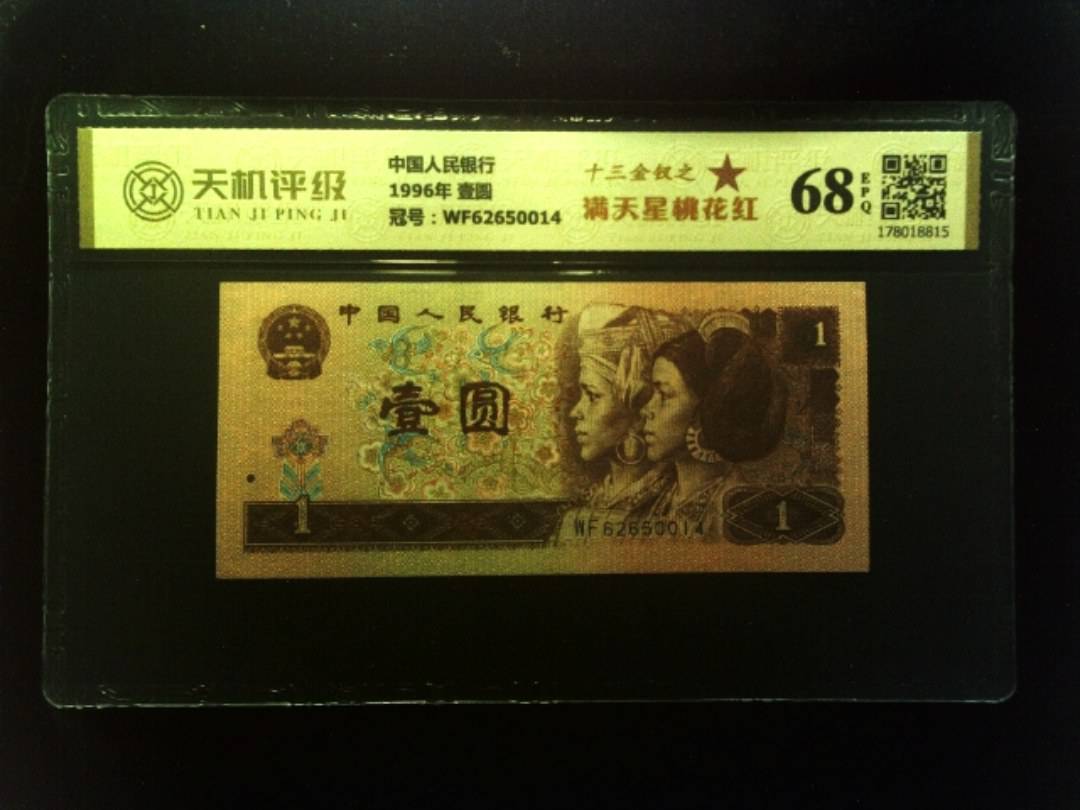 天机评级
TIAN JI PING JI
中国人民银行
1996年 壹圆
冠号：WF62650014
十三金钗之
满天星桃花红
68
EPQ
178018815
中国人民银行
1
壹圆
1
WF62650014
1